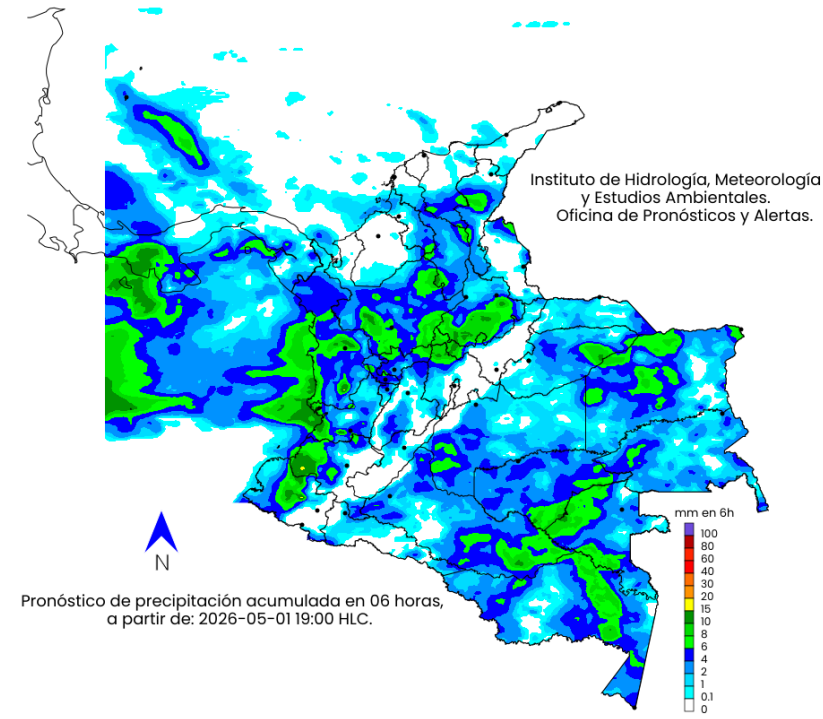 Instituto de Hidrología, Meteorología
y Estudios Ambientales.
Oficina de Pronósticos y Alertas.
mm en 6h
100
80
60
40
30
20
15
10
8
6
4
2
1
0.1
0
N
Pronóstico de precipitación acumulada en 06 horas,
a partir de: 2026-05-01 19:00 HLC.